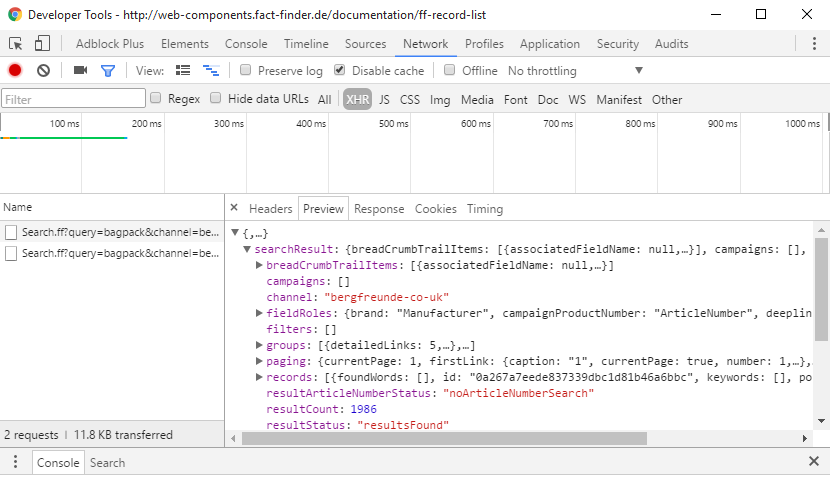 Developer Tools - http://web-components.fact-finder.de/documentation/ff-record-list
Adblock Plus Elements Console Timeline Sources Network Profiles Application Security Audits
View: Preserve log Disable cache Offline No throttling
Filter Regex Hide data URLs All XHR JS CSS Img Media Font Doc WS Manifest Other
100 ms 200 ms 300 ms 400 ms 500 ms 600 ms 700 ms 800 ms 900 ms 1000 ms
Name × Headers Preview Response Cookies Timing
Search.ff?query=bagpack&channel=be...
Search.ff?query=bagpack&channel=be...
▼{,…}
▼searchResult: {breadCrumbTrailItems: [{associatedFieldName: null,…}], campaigns: [],
▶breadCrumbTrailItems: [{associatedFieldName: null,…}]
campaigns: []
channel: "bergfreunde-co-uk"
▶fieldRoles: {brand: "Manufacturer", campaignProductNumber: "ArticleNumber", deeplin
filters: []
▶groups: [{detailedLinks: 5,…},…]
▶paging: {currentPage: 1, firstLink: {caption: "1", currentPage: true, number: 1,…},
▶records: [{foundWords: [], id: "0a267a7eede837339dbc1d81b46a6bbc", keywords: [], po
resultArticleNumberStatus: "noArticleNumberSearch"
resultCount: 1986
resultStatus: "resultsFound"
2 requests | 11.8 KB transferred
Console Search